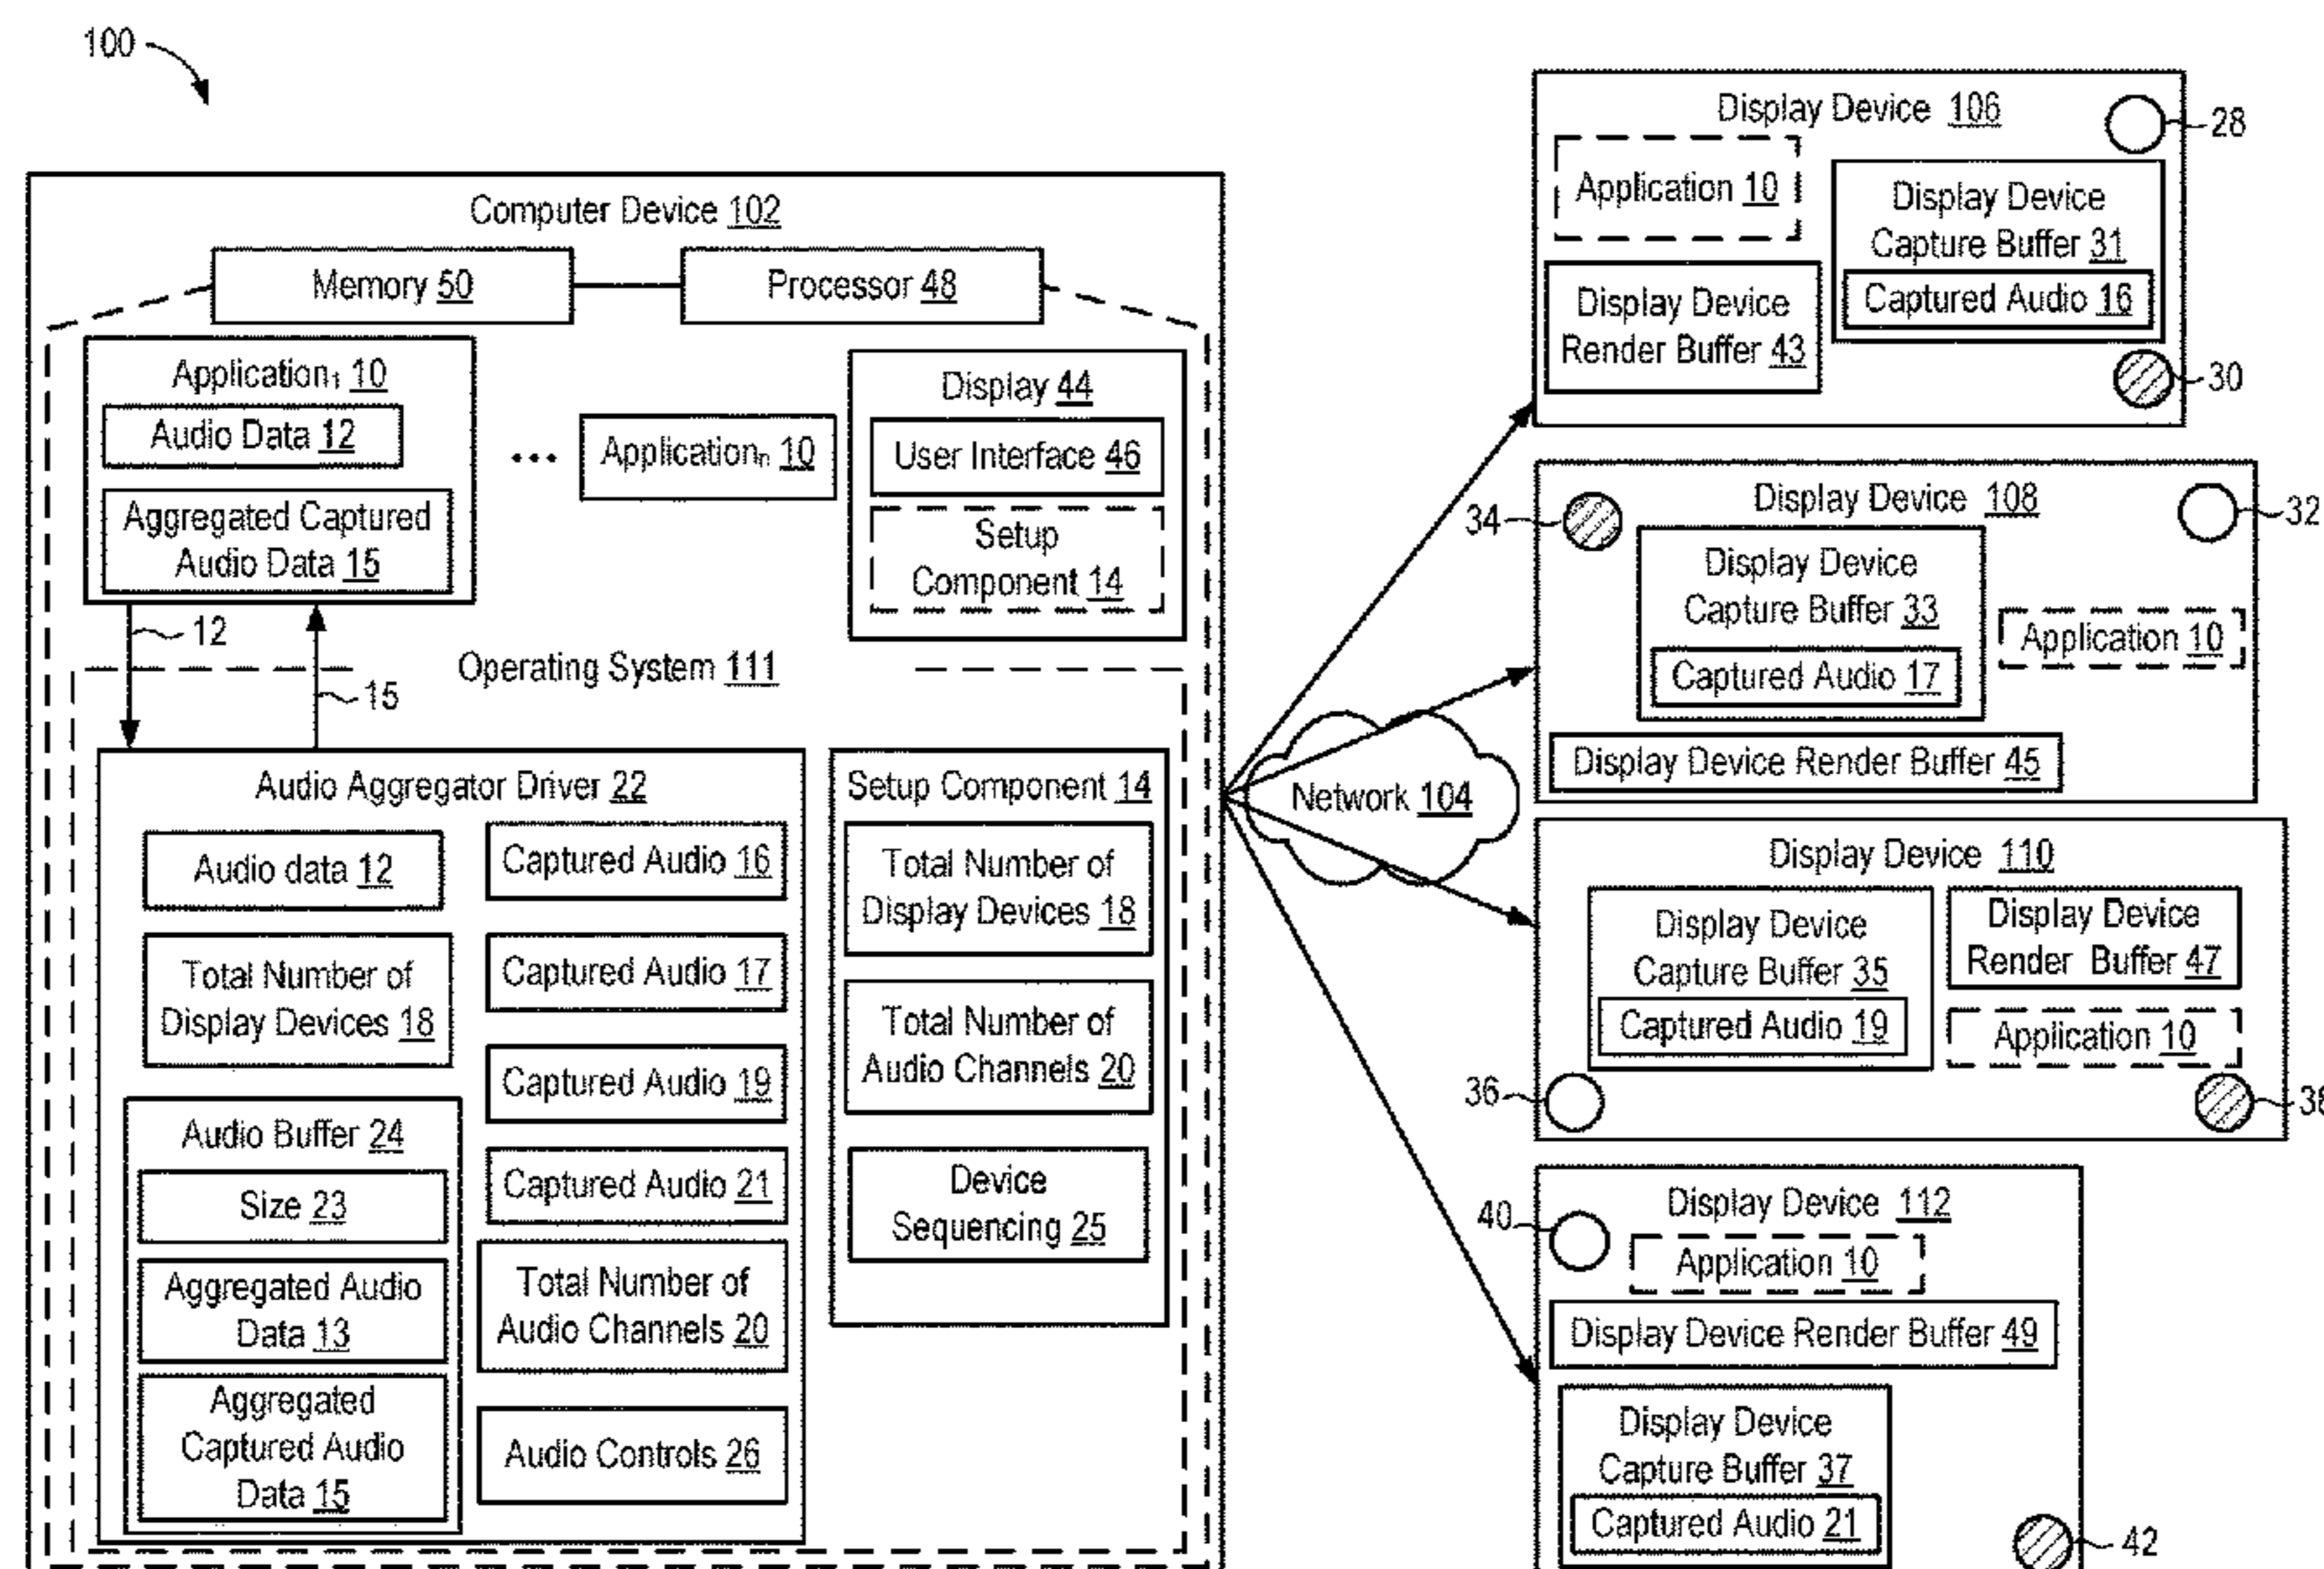 100
Computer Device 102
Memory 50
Processor 48
Application1 10
Audio Data 12
Aggregated Captured
Audio Data 15
...
Applicationn 10
Display 44
User Interface 46
Setup
Component 14
12
15
Operating System 111
Audio Aggregator Driver 22
Audio data 12
Total Number of
Display Devices 18
Audio Buffer 24
Size 23
Aggregated Audio
Data 13
Aggregated
Captured Audio
Data 15
Captured Audio 16
Captured Audio 17
Captured Audio 19
Captured Audio 21
Total Number of
Audio Channels 20
Audio Controls 26
Setup Component 14
Total Number of
Display Devices 18
Total Number of
Audio Channels 20
Device
Sequencing 25
Network 104
Display Device 106
28
Application 10
Display Device
Capture Buffer 31
Captured Audio 16
Display Device
Render Buffer 43
30
Display Device 108
34
32
Display Device
Capture Buffer 33
Captured Audio 17
Application 10
Display Device Render Buffer 45
Display Device 110
Display Device
Capture Buffer 35
Captured Audio 19
Display Device
Render Buffer 47
Application 10
36
38
Display Device 112
40
Application 10
Display Device Render Buffer 49
Display Device
Capture Buffer 37
Captured Audio 21
42